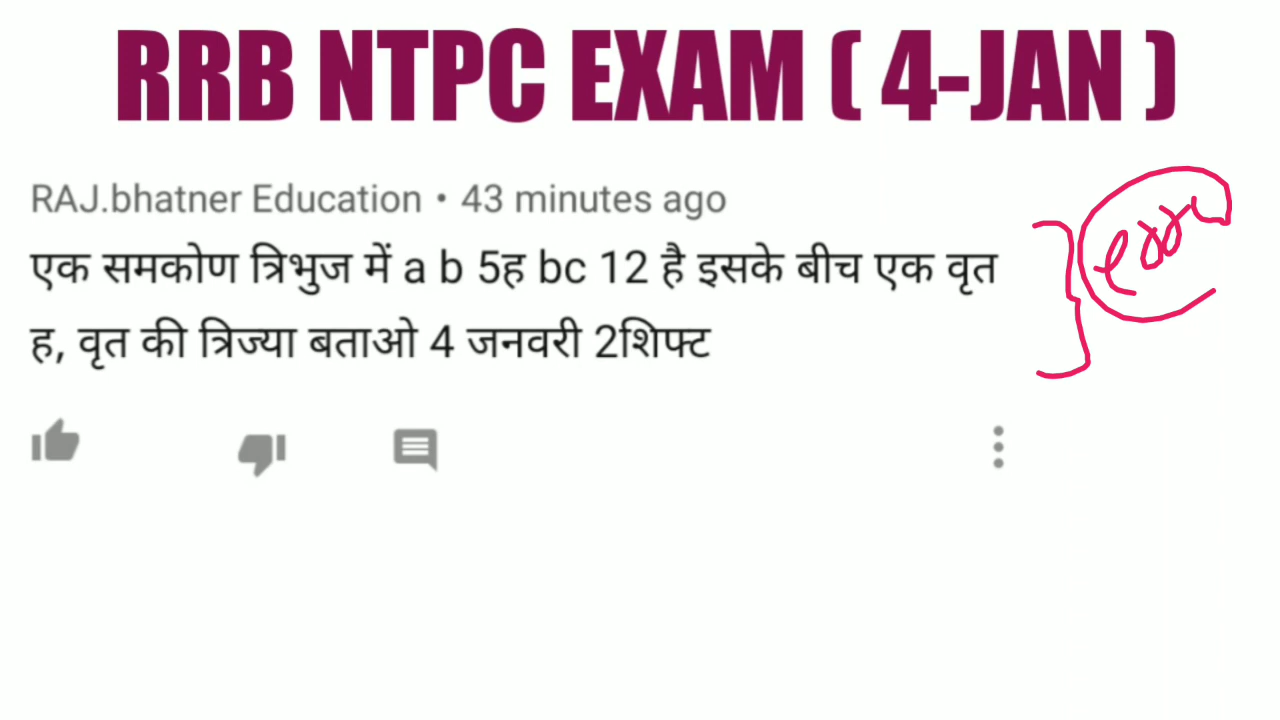 RRB NTPC EXAM ( 4-JAN )
RAJ.bhatner Education • 43 minutes ago
एक समकोण त्रिभुज में a b 5ह bc 12 है इसके बीच एक वृत
ह, वृत की त्रिज्या बताओ 4 जनवरी 2शिफ्ट